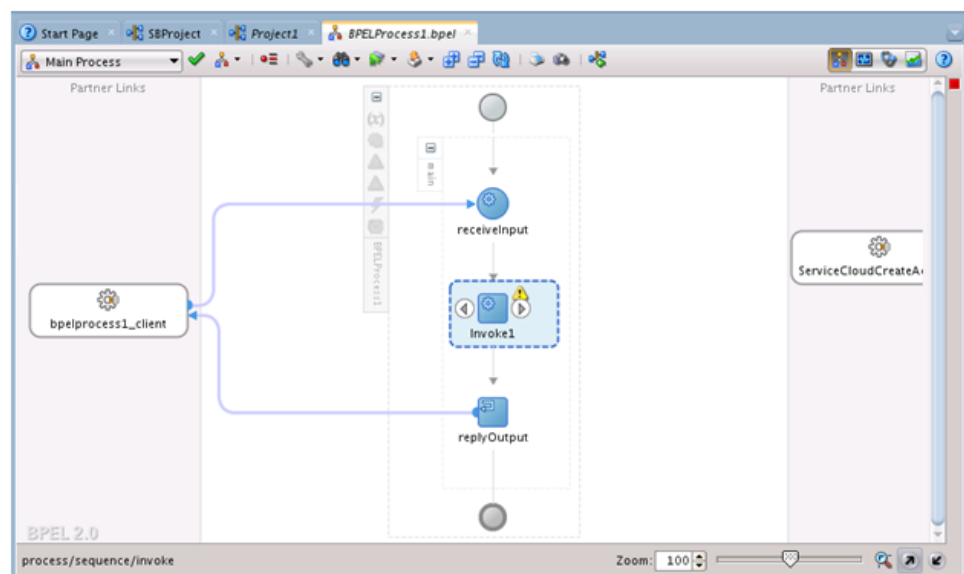 Start Page
SBProject
Project1
BPELProcess1.bpel
Main Process
Partner Links
Partner Links
(x)
main
receiveInput
BPELProcess1
ServiceCloudCreateA
bpelprocess1_client
Invoke1
replyOutput
BPEL 2.0
process/sequence/invoke
Zoom: 100